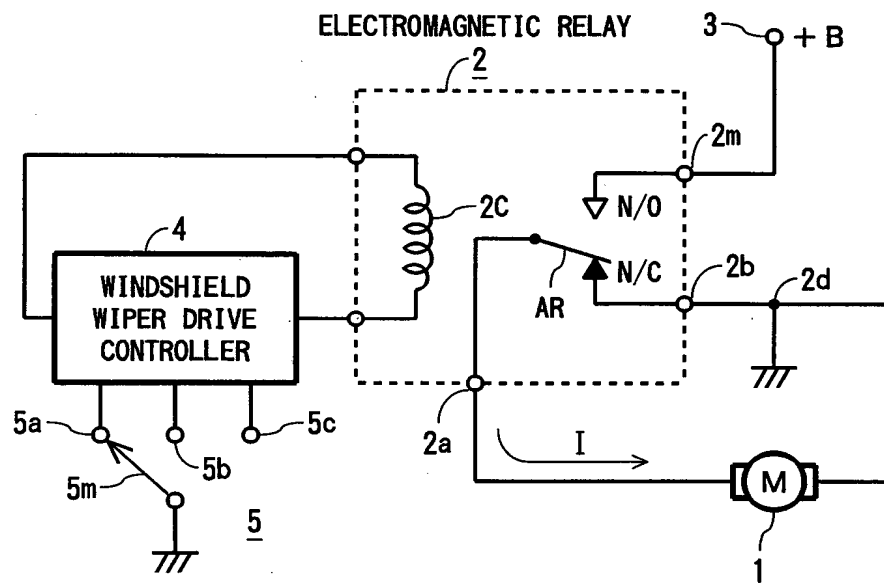 ELECTROMAGNETIC RELAY
3
+ B
2
2m
2C
N/O
4
N/C
2b
2d
AR
WINDSHIELD
WIPER DRIVE
CONTROLLER
5a
5b
5c
2a
I
5m
5
M
1